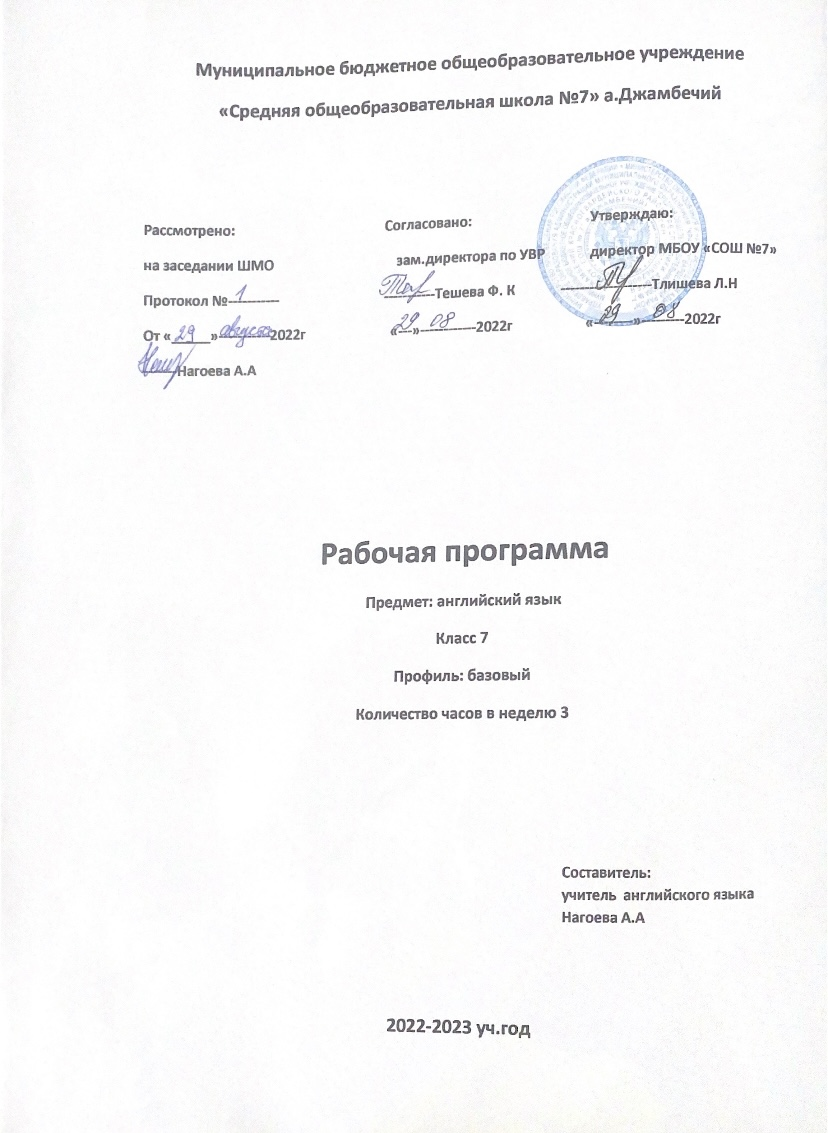 Муниципальное бюджетное общеобразовательное учреждение
«Средняя общеобразовательная школа №7» а.Джамбечий
Рассмотрено:
на заседании ШМО
Протокол № 1
От «29» августа 2022г
Нагоева А.А
Согласовано:
зам.директора по УВР
Тешева Ф. К
«29» 08 2022г
Утверждаю:
директор МБОУ «СОШ №7»
Тлишева Л.Н
«29» 08 2022г
Рабочая программа
Предмет: английский язык
Класс 7
Профиль: базовый
Количество часов в неделю 3
Составитель:
учитель английского языка
Нагоева А.А
2022-2023 уч.год